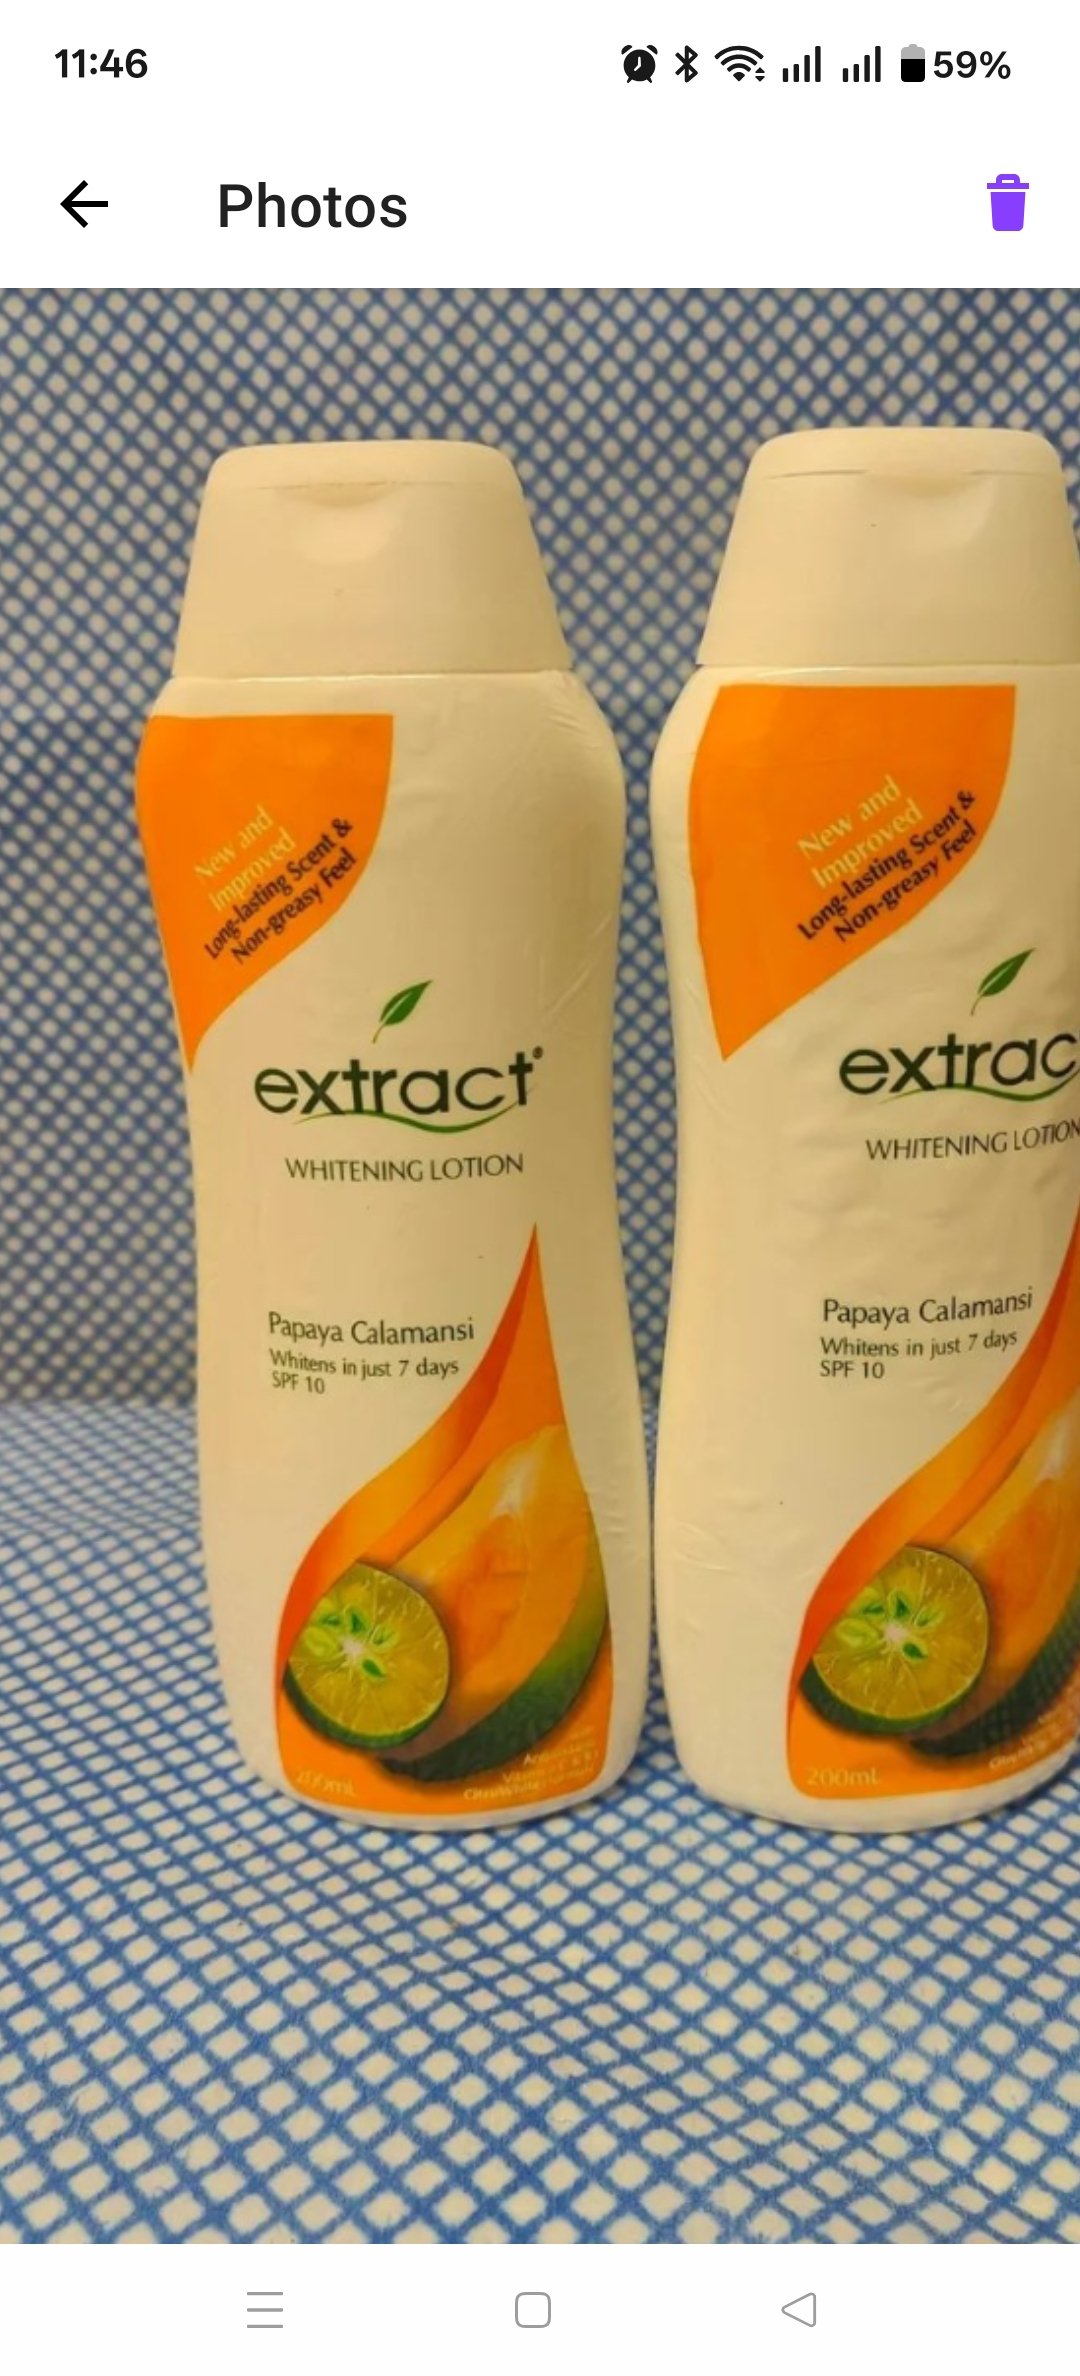 11:46
59%
Photos
New and
Improved
Long-lasting Scent &
Non-greasy Feel
extract®
WHITENING LOTION
Papaya Calamansi
Whitens in just 7 days
SPF 10
200mL
New and
Improved
Long-lasting Scent &
Non-greasy Feel
extrac
WHITENING LOTION
Papaya Calamansi
Whitens in just 7 days
SPF 10
200mL